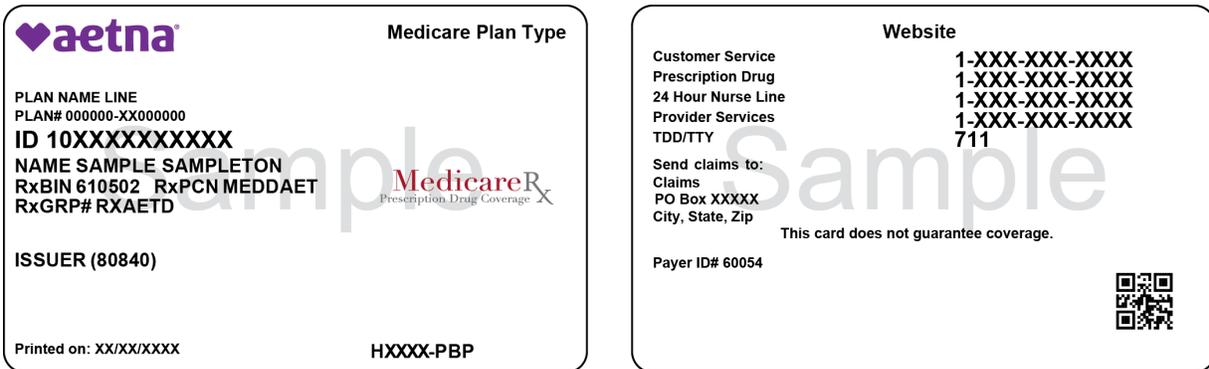 aetna®
Medicare Plan Type
PLAN NAME LINE
PLAN# 000000-XX000000
ID 10XXXXXXXXXX
NAME SAMPLE SAMPLETON
RxBIN 610502 RxPCN MEDDAET
RxGRP# RXAETD
MedicareRx
Prescription Drug Coverage
ISSUER (80840)
Printed on: XX/XX/XXXX
HXXXX-PBP
Sample
Website
Customer Service 1-XXX-XXX-XXXX
Prescription Drug 1-XXX-XXX-XXXX
24 Hour Nurse Line 1-XXX-XXX-XXXX
Provider Services 1-XXX-XXX-XXXX
TDD/TTY 711
Send claims to:
Claims
PO Box XXXXX
City, State, Zip
This card does not guarantee coverage.
Payer ID# 60054
Sample